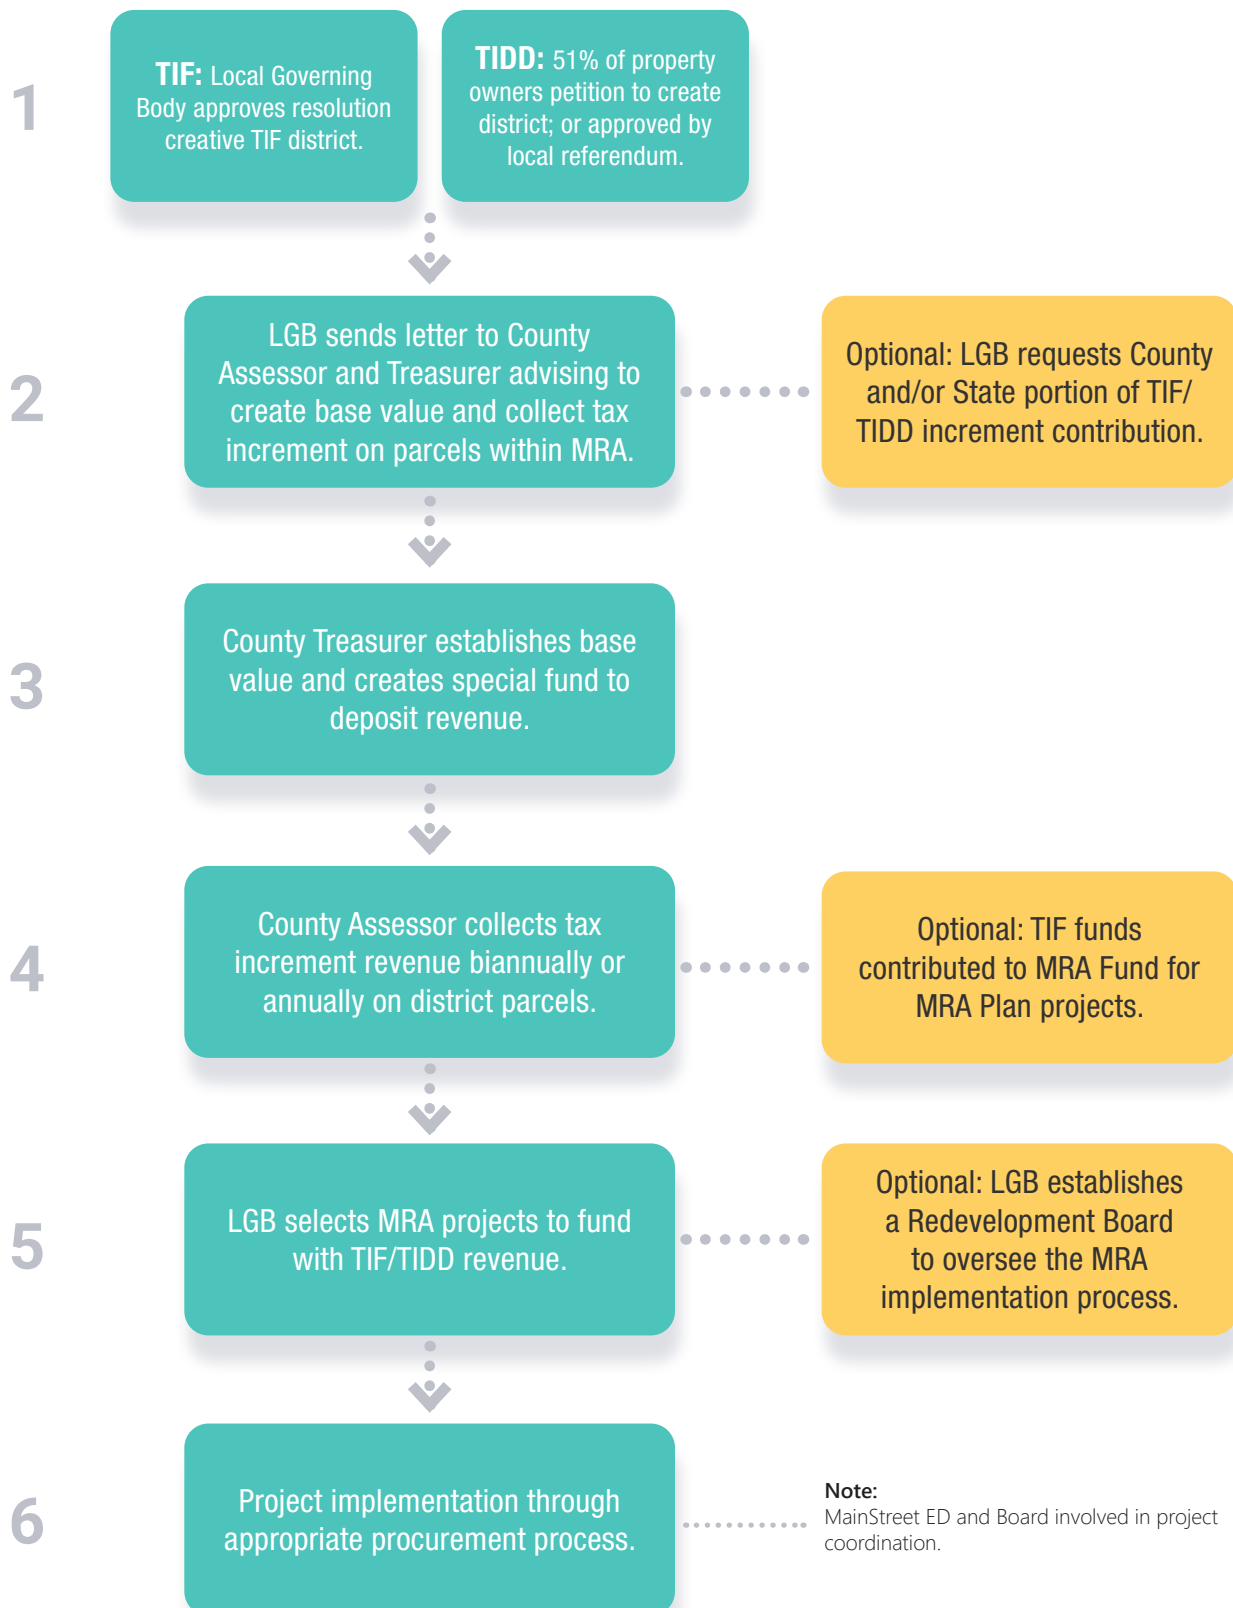 1
TIF: Local Governing
Body approves resolution
creative TIF district.
TIDD: 51% of property
owners petition to create
district; or approved by
local referendum.
2
LGB sends letter to County
Assessor and Treasurer advising to
create base value and collect tax
increment on parcels within MRA.
Optional: LGB requests County
and/or State portion of TIF/
TIDD increment contribution.
3
County Treasurer establishes base
value and creates special fund to
deposit revenue.
4
County Assessor collects tax
increment revenue biannually or
annually on district parcels.
Optional: TIF funds
contributed to MRA Fund for
MRA Plan projects.
5
LGB selects MRA projects to fund
with TIF/TIDD revenue.
Optional: LGB establishes
a Redevelopment Board
to oversee the MRA
implementation process.
6
Project implementation through
appropriate procurement process.
Note:
MainStreet ED and Board involved in project
coordination.